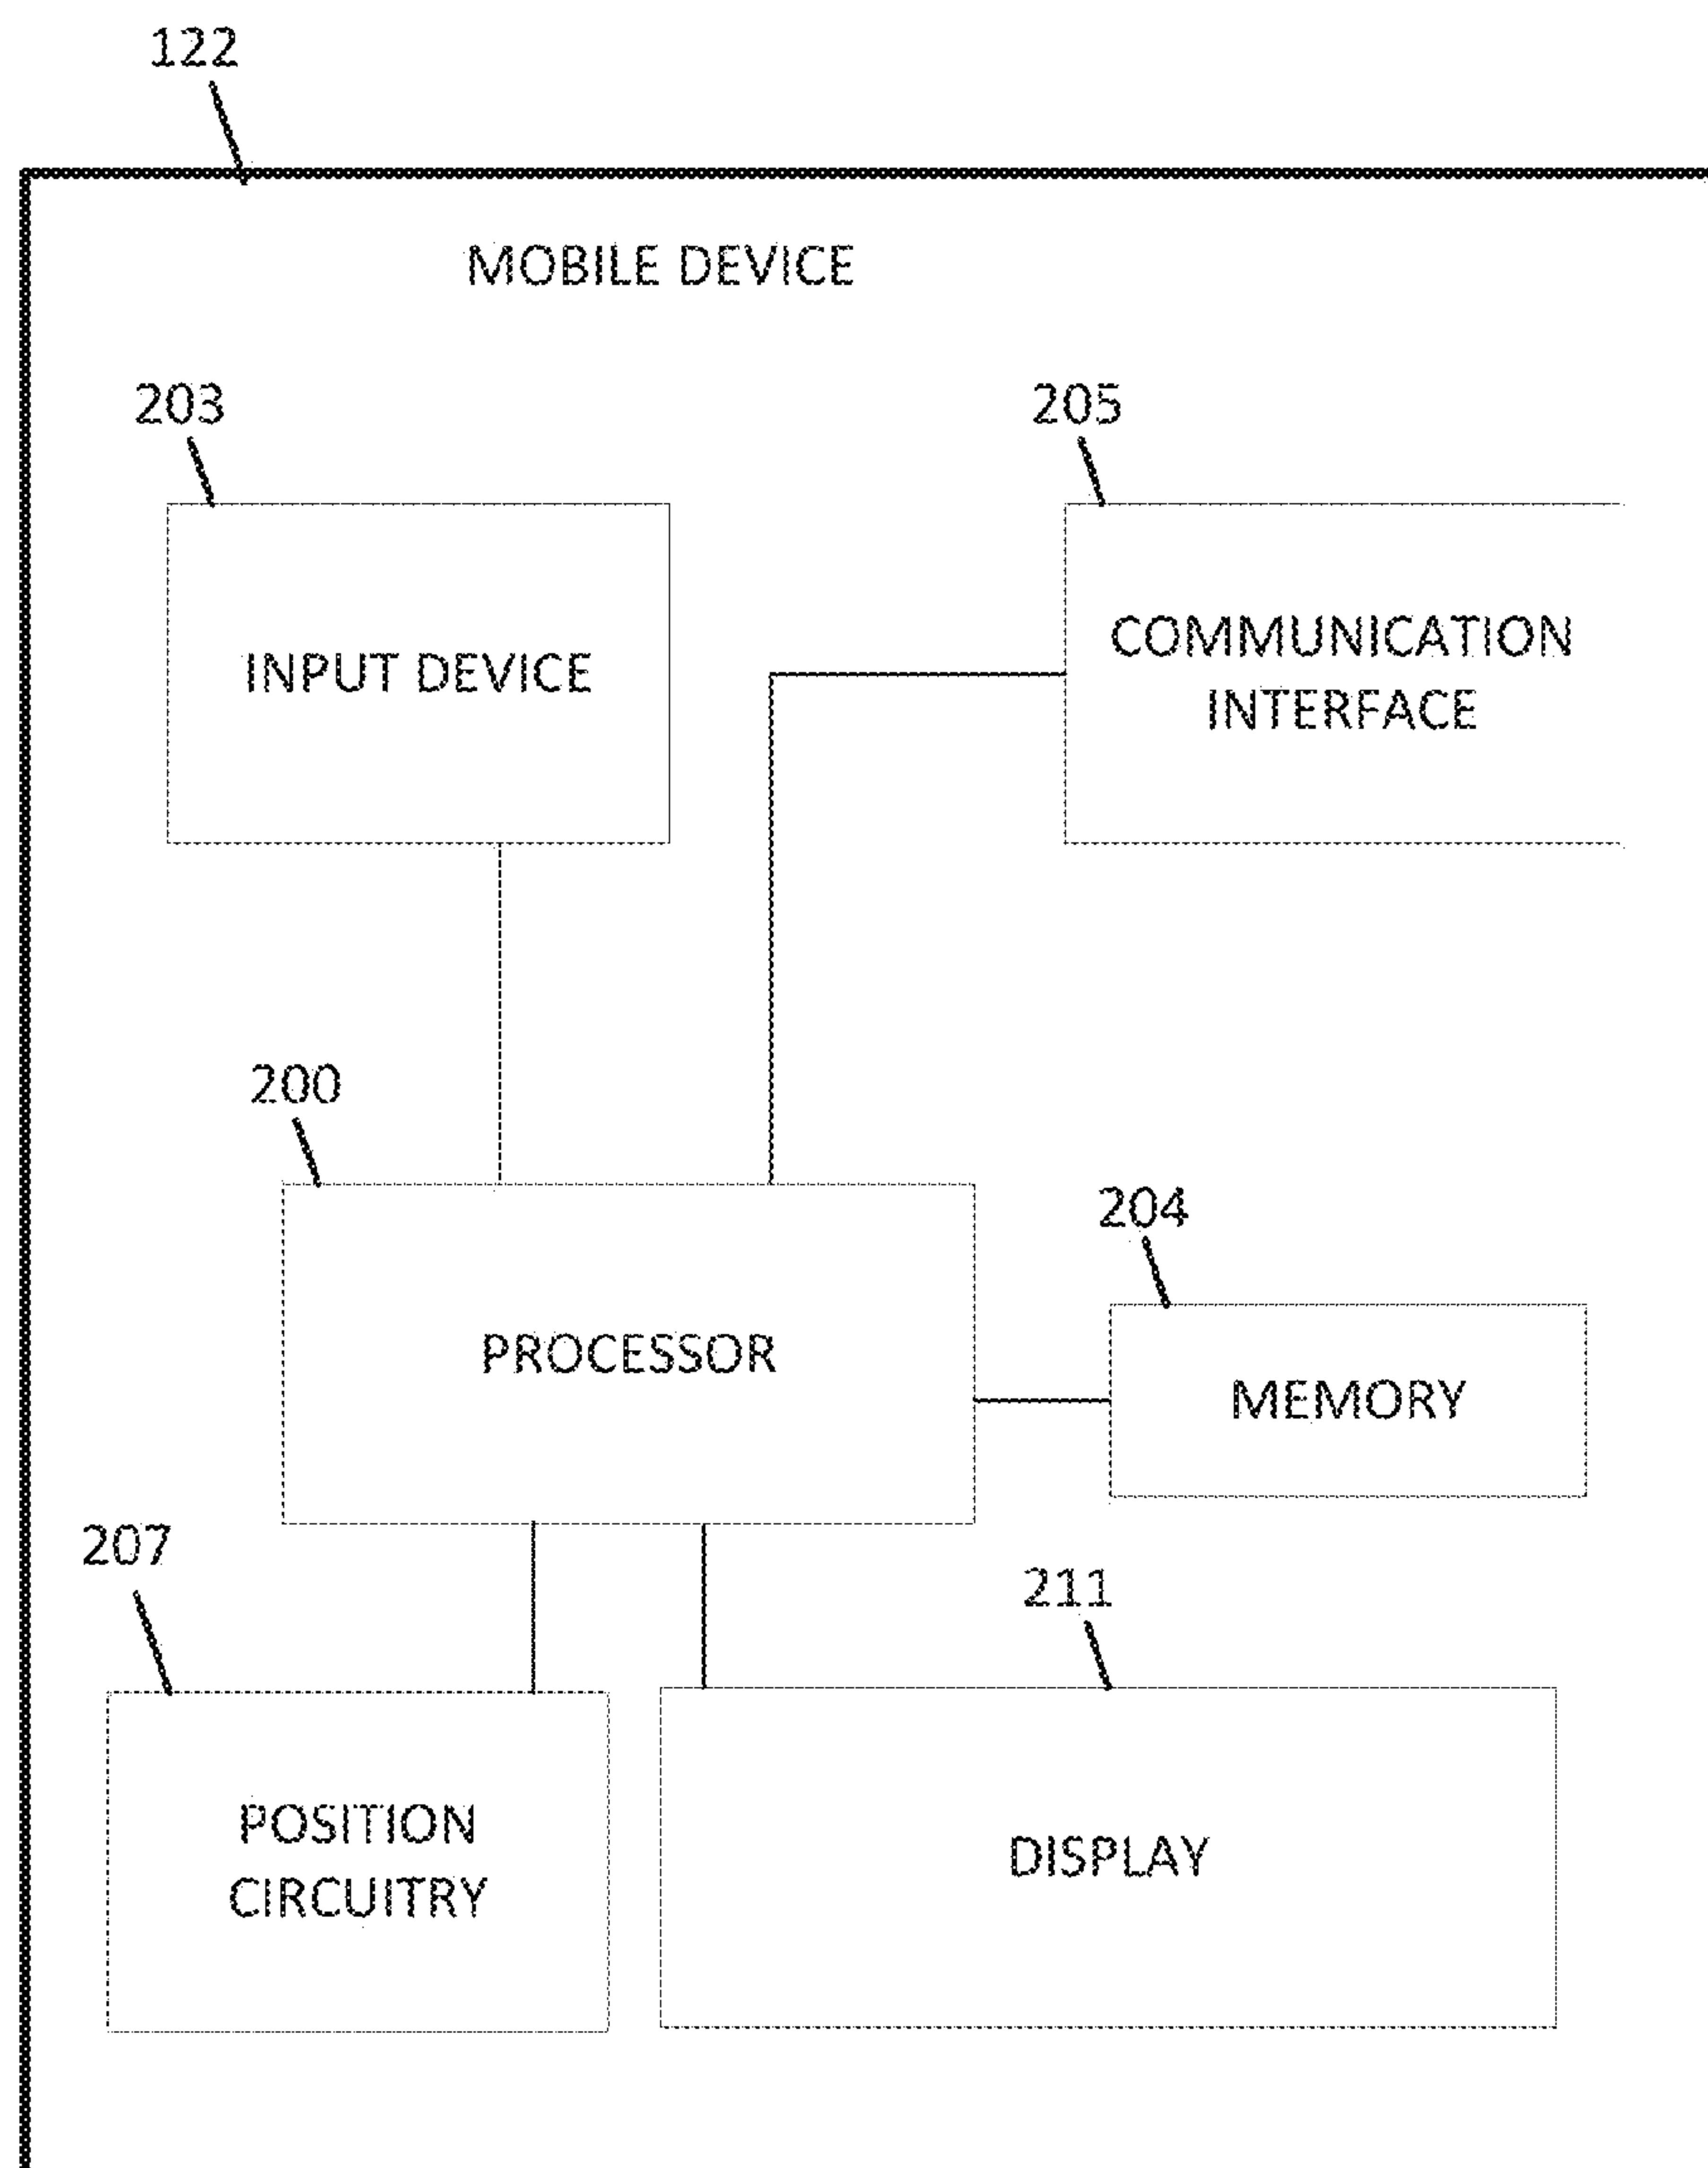 122
MOBILE DEVICE
203
205
INPUT DEVICE
COMMUNICATION
INTERFACE
200
204
PROCESSOR
MEMORY
207
211
POSITION
CIRCUITRY
DISPLAY